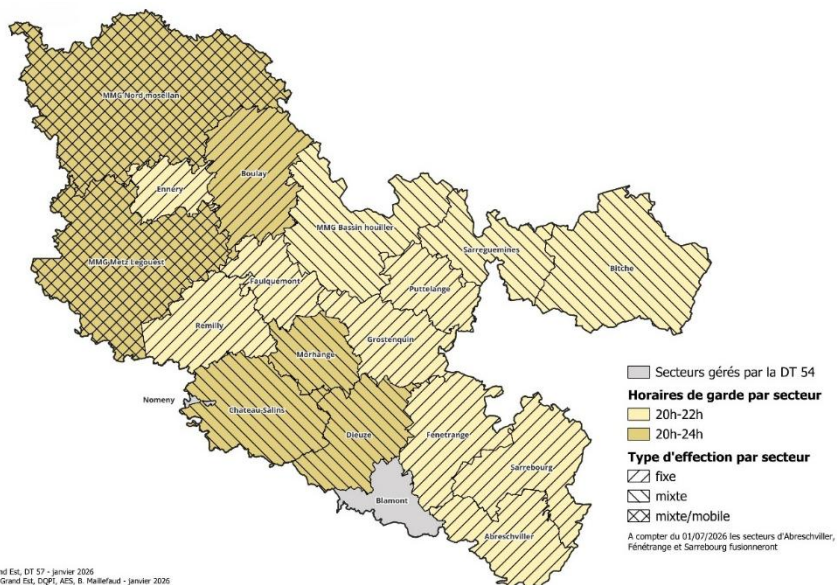 MMG Nord mosellan
Ennery
Boulay
MMG Metz Legouest
MMG Bassin houiller
Sarreguemines
Bitche
Faulquemont
Puttelange
Remilly
Grostenquin
Morhange
Nomeny
Chateau-Salins
Dieuze
Fénetrange
Sarrebourg
Blamont
Abreschviller
Secteurs gérés par la DT 54
Horaires de garde par secteur
20h-22h
20h-24h
Type d'effection par secteur
fixe
mixte
mixte/mobile
A compter du 01/07/2026 les secteurs d'Abreschviller,
Fénétrange et Sarrebourg fusionneront
nd Est, DT 57 - janvier 2026
Grand Est, DQPI, AES, B. Maillefaud - janvier 2026